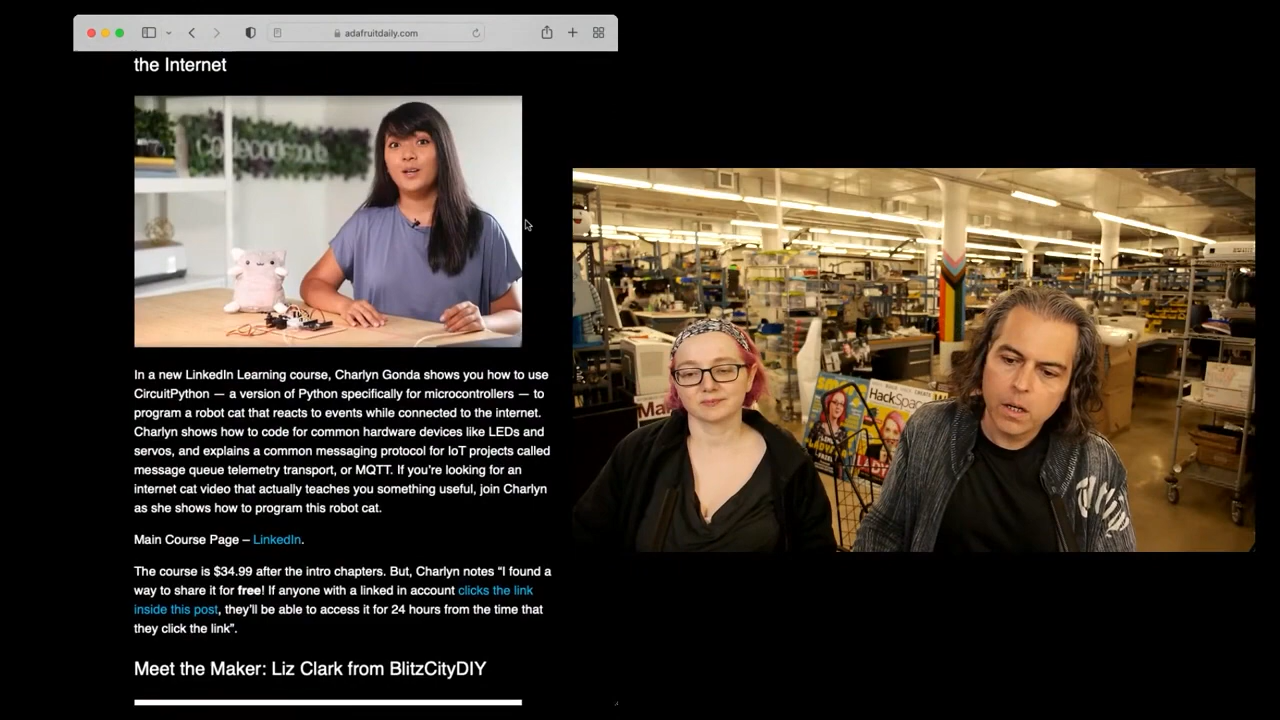 adafruitdaily.com
the Internet
In a new LinkedIn Learning course, Charlyn Gonda shows you how to use
CircuitPython — a version of Python specifically for microcontrollers — to
program a robot cat that reacts to events while connected to the internet.
Charlyn shows how to code for common hardware devices like LEDs and
servos, and explains a common messaging protocol for IoT projects called
message queue telemetry transport, or MQTT. If you're looking for an
internet cat video that actually teaches you something useful, join Charlyn
as she shows how to program this robot cat.
Main Course Page – LinkedIn.
The course is $34.99 after the intro chapters. But, Charlyn notes “I found a
way to share it for free! If anyone with a linked in account clicks the link
inside this post, they'll be able to access it for 24 hours from the time that
they click the link”.
Meet the Maker: Liz Clark from BlitzCityDIY
HackSpace